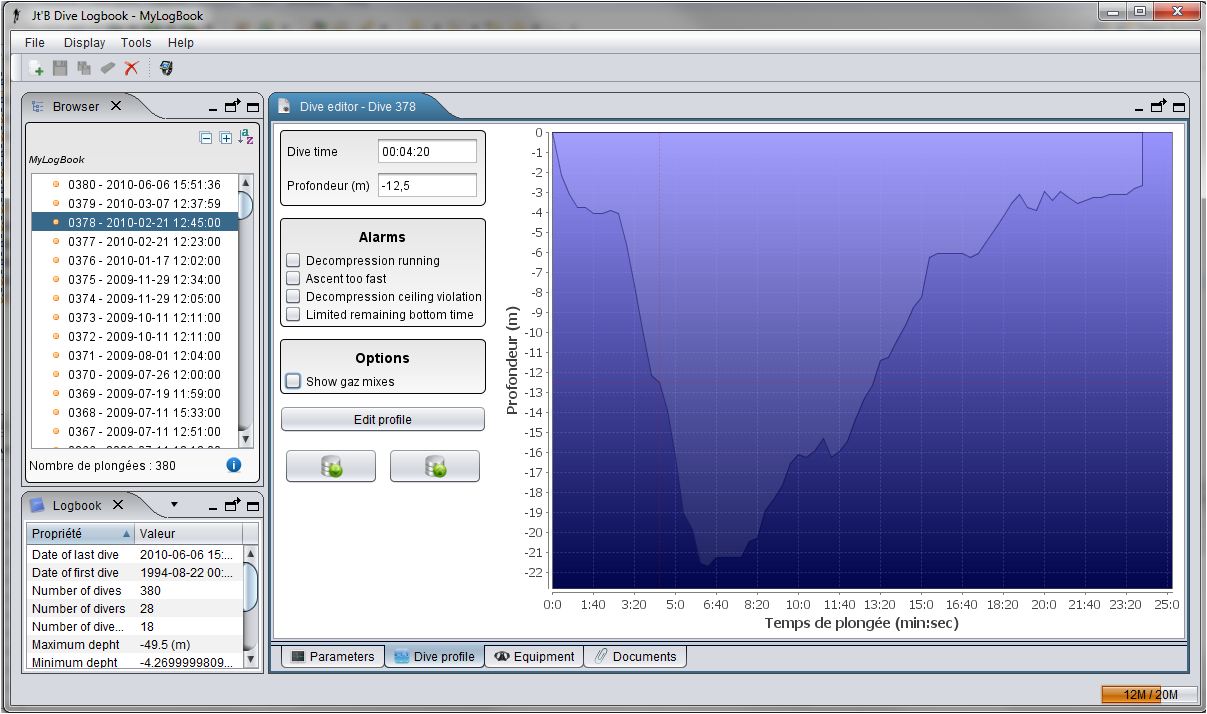 Jt'B Dive Logbook - MyLogBook
File Display Tools Help
Browser
MyLogBook
0380 - 2010-06-06 15:51:36
0379 - 2010-03-07 12:37:59
0378 - 2010-02-21 12:45:00
0377 - 2010-02-21 12:23:00
0376 - 2010-01-17 12:02:00
0375 - 2009-11-29 12:34:00
0374 - 2009-11-29 12:05:00
0373 - 2009-10-11 12:11:00
0372 - 2009-10-11 12:11:00
0371 - 2009-08-01 12:04:00
0370 - 2009-07-26 12:00:00
0369 - 2009-07-19 11:59:00
0368 - 2009-07-11 15:33:00
0367 - 2009-07-11 12:51:00
Nombre de plongées : 380
Logbook
Propriété Valeur
Date of last dive 2010-06-06 15:...
Date of first dive 1994-08-22 00:...
Number of dives 380
Number of divers 28
Number of dive... 18
Maximum depht -49.5 (m)
Minimum depht -4.2699999809...
Dive editor - Dive 378
Dive time 00:04:20
Profondeur (m) -12,5
Alarms
Decompression running
Ascent too fast
Decompression ceiling violation
Limited remaining bottom time
Options
Show gaz mixes
Edit profile
Profondeur (m)
0
-1
-2
-3
-4
-5
-6
-7
-8
-9
-10
-11
-12
-13
-14
-15
-16
-17
-18
-19
-20
-21
-22
0:0 1:40 3:20 5:0 6:40 8:20 10:0 11:40 13:20 15:0 16:40 18:20 20:0 21:40 23:20 25:0
Temps de plongée (min:sec)
Parameters Dive profile Equipment Documents
12M / 20M